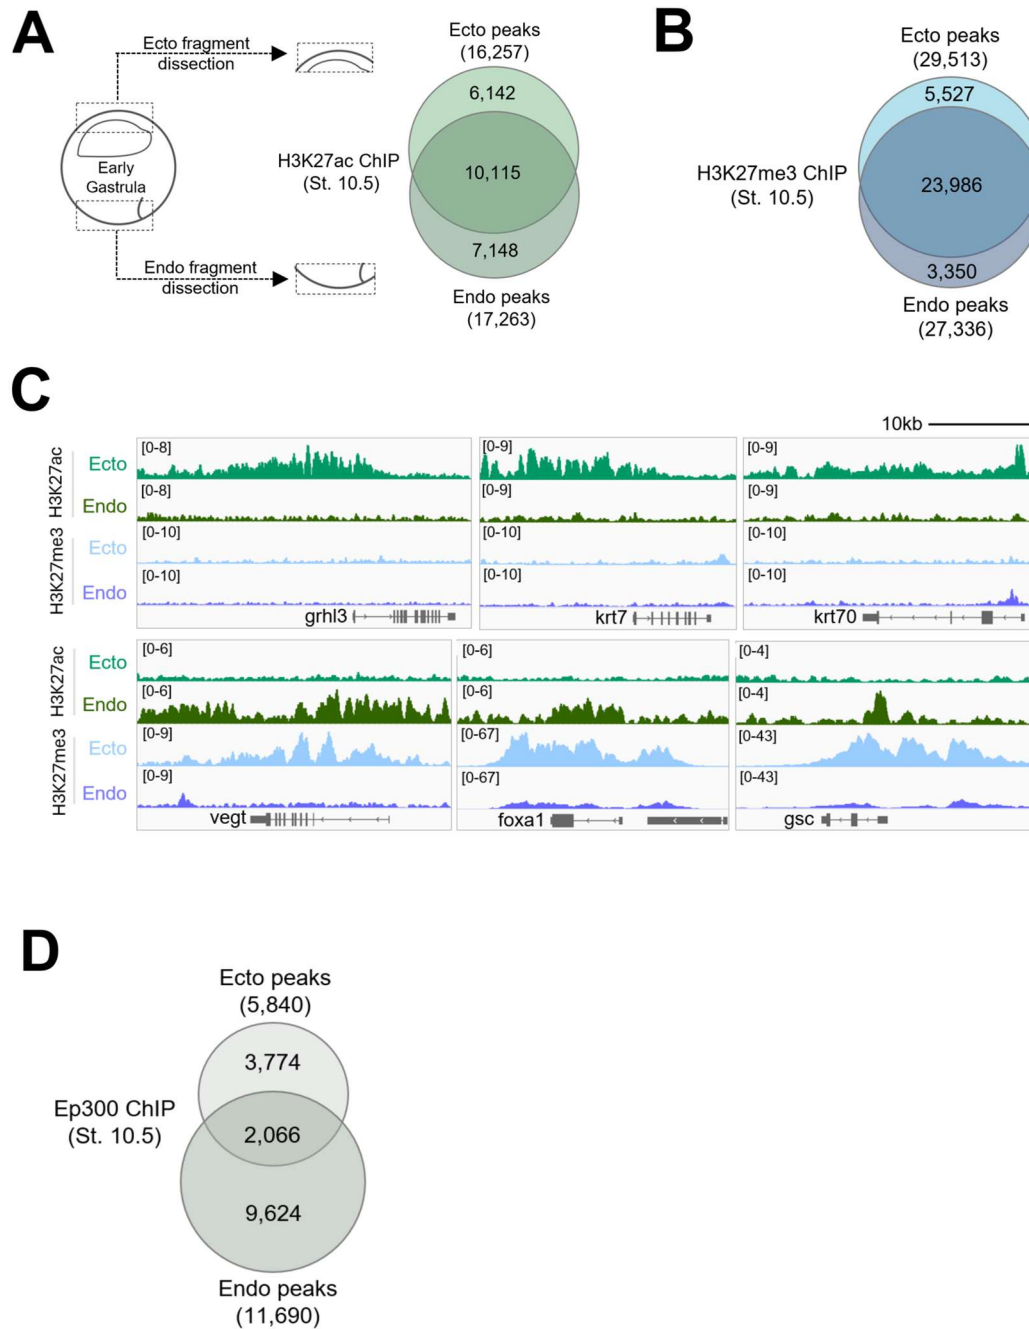 A
Ecto fragment
dissection
Early
Gastrula
Endo fragment
dissection
Ecto peaks
(16,257)
6,142
H3K27ac ChIP
(St. 10.5)
10,115
7,148
Endo peaks
(17,263)
B
Ecto peaks
(29,513)
5,527
H3K27me3 ChIP
(St. 10.5)
23,986
3,350
Endo peaks
(27,336)
C
10kb
H3K27ac
Ecto
[0-8]
[0-9]
[0-9]
Endo
[0-8]
[0-9]
[0-9]
H3K27me3
Ecto
[0-10]
[0-10]
[0-10]
Endo
[0-10]
[0-10]
[0-10]
grhl3
krt7
krt70
H3K27ac
Ecto
[0-6]
[0-6]
[0-4]
Endo
[0-6]
[0-6]
[0-4]
H3K27me3
Ecto
[0-9]
[0-67]
[0-43]
Endo
[0-9]
[0-67]
[0-43]
vegt
foxa1
gsc
D
Ecto peaks
(5,840)
3,774
Ep300 ChIP
(St. 10.5)
2,066
9,624
Endo peaks
(11,690)